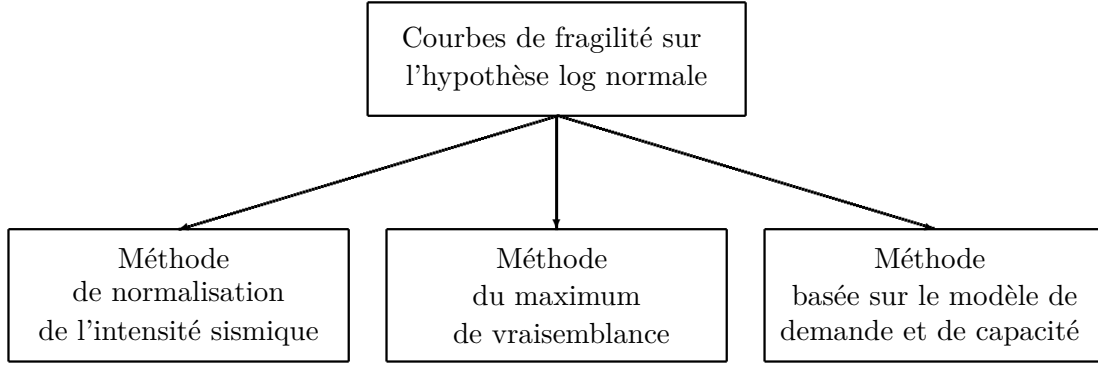 Courbes de fragilité sur
l'hypothèse log normale
Méthode
de normalisation
de l'intensité sismique
Méthode
du maximum
de vraisemblance
Méthode
basée sur le modèle de
demande et de capacité